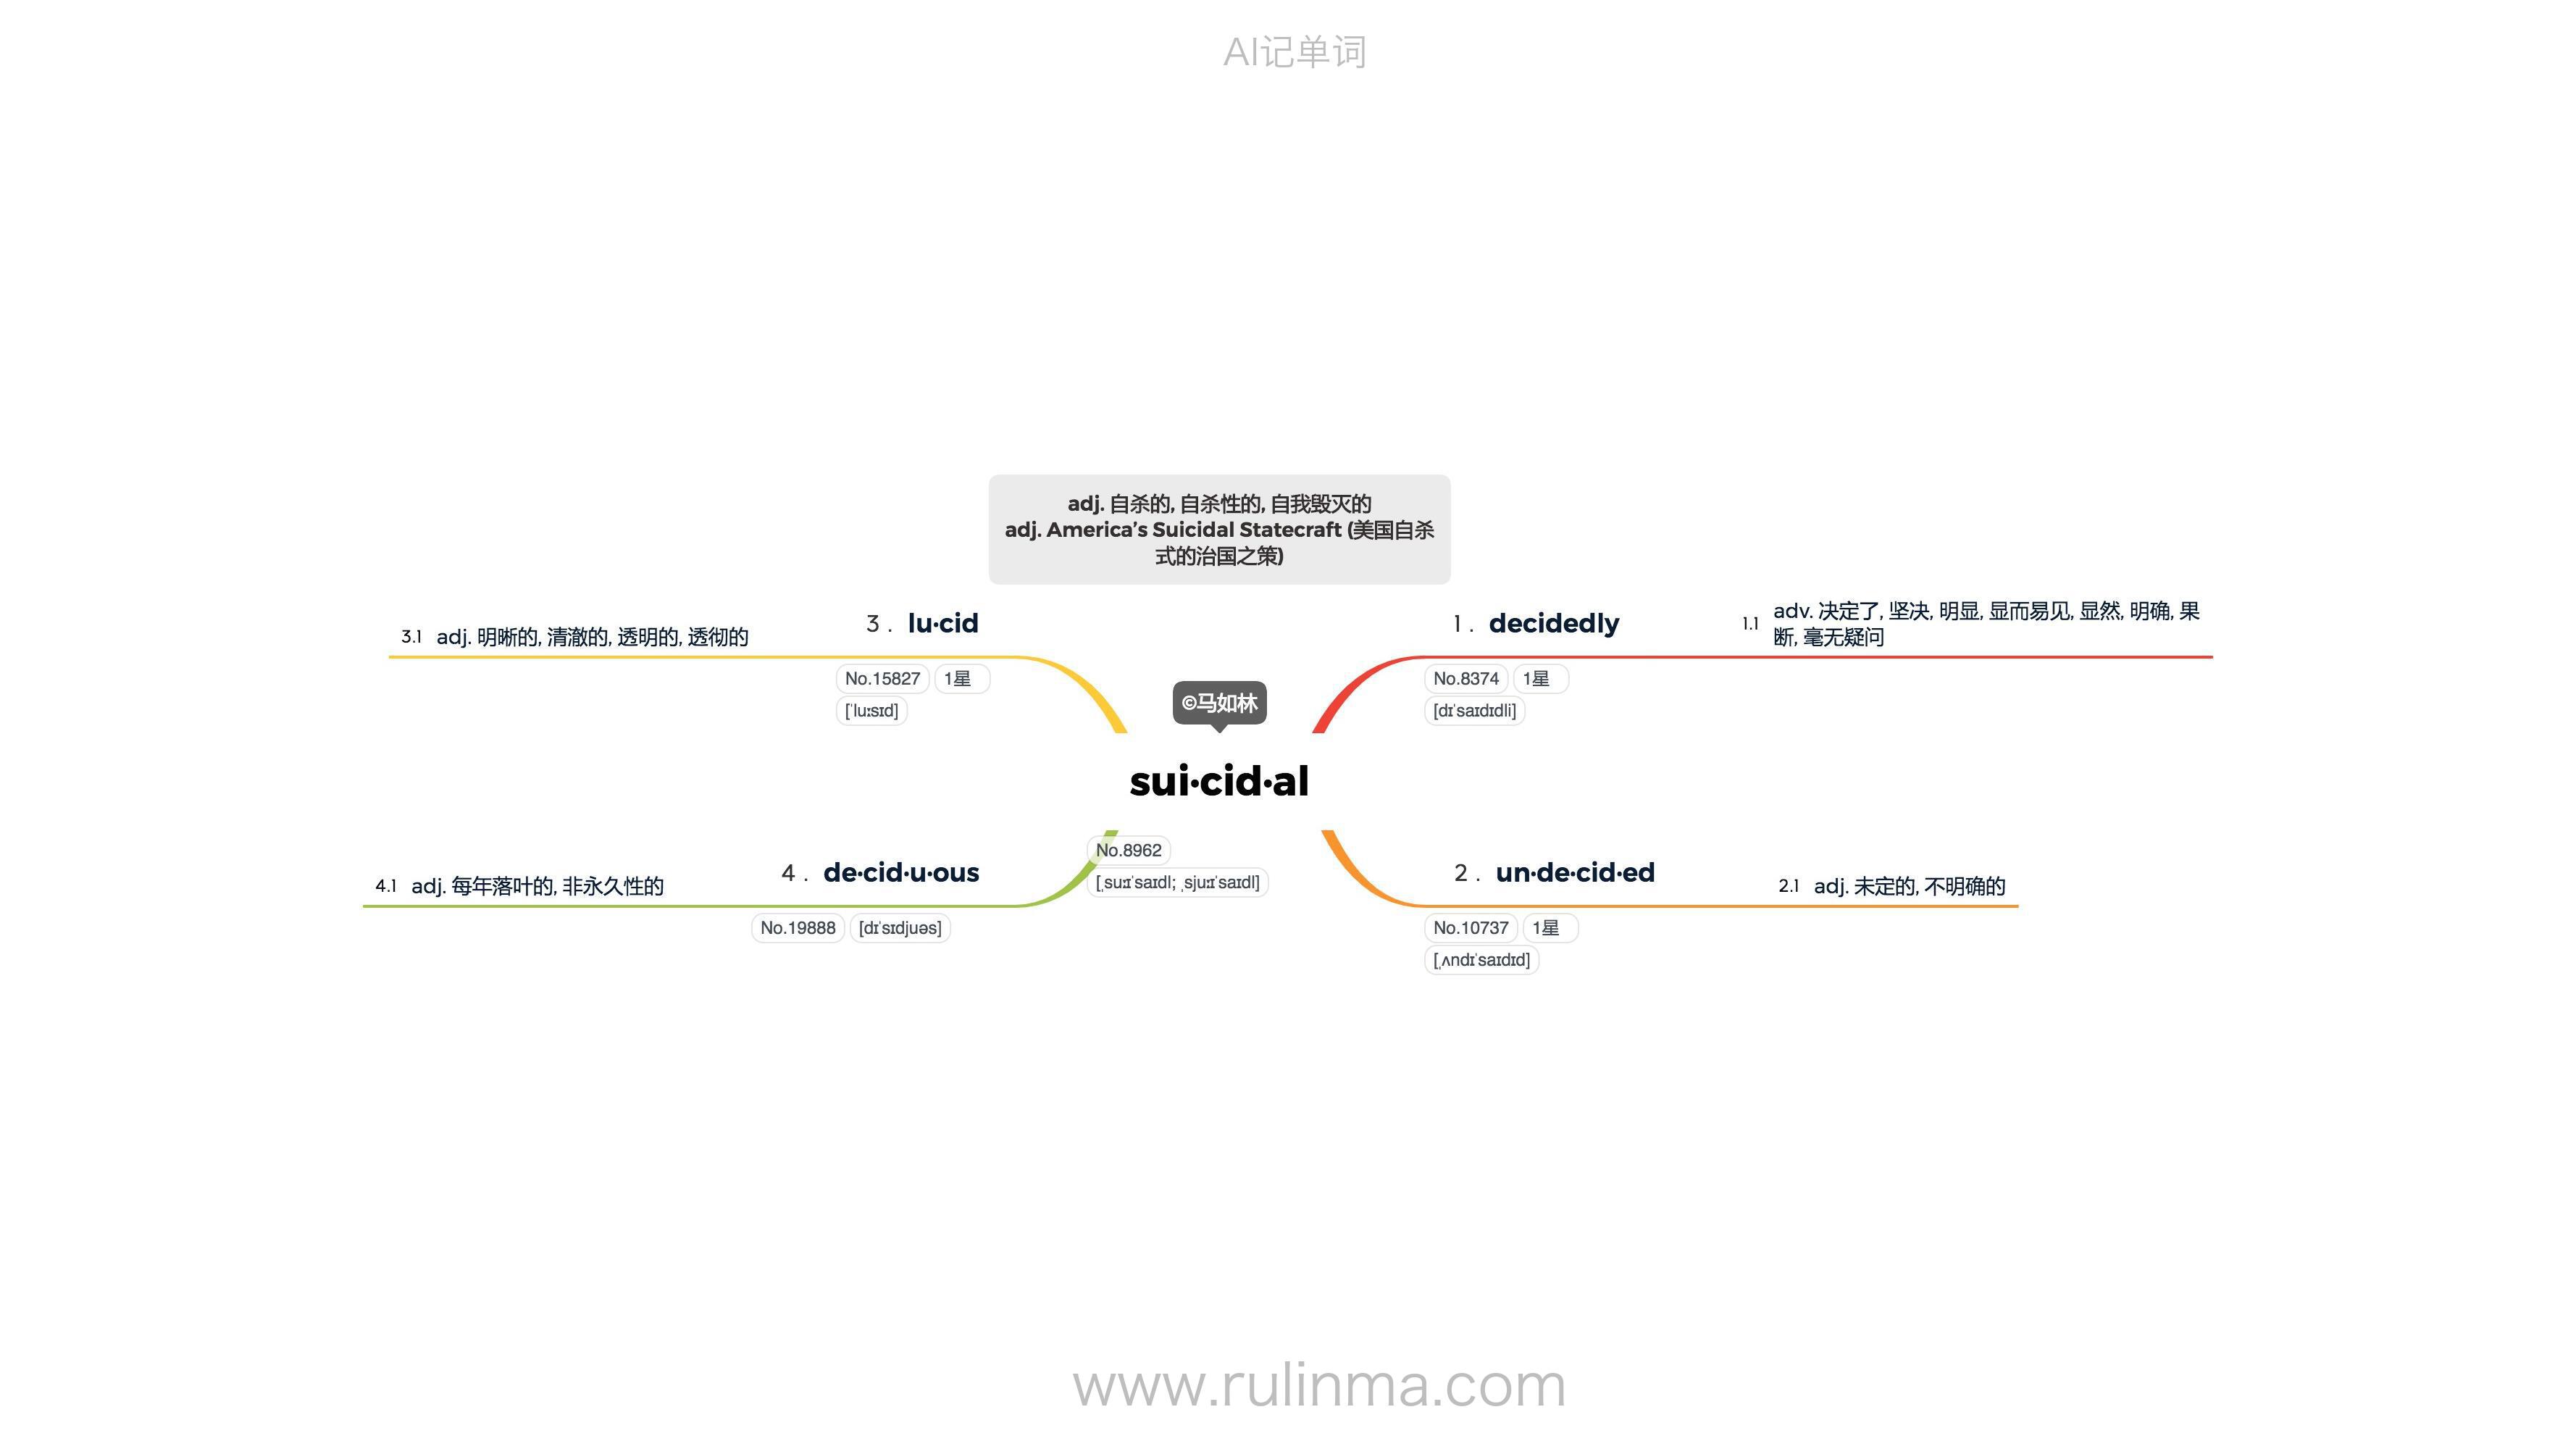 AI记单词
adj. 自杀的, 自杀性的, 自我毁灭的
adj. America’s Suicidal Statecraft (美国自杀
式的治国之策)
3 . lu·cid
3.1 adj. 明晰的, 清澈的, 透明的, 透彻的
No.15827 1星
[ˈluːsɪd]
1 . decidedly
1.1 adv. 决定了, 坚决, 明显, 显而易见, 显然, 明确, 果
断, 毫无疑问
No.8374 1星
[dɪˈsaɪdɪdli]
©马如林
sui·cid·al
No.8962
[ˌsuːɪˈsaɪdl; ˌsjuːɪˈsaɪdl]
4 . de·cid·u·ous
4.1 adj. 每年落叶的, 非永久性的
No.19888 [dɪˈsɪdjuəs]
2 . un·de·cid·ed
2.1 adj. 未定的, 不明确的
No.10737 1星
[ˌʌndɪˈsaɪdɪd]
www.rulinma.com